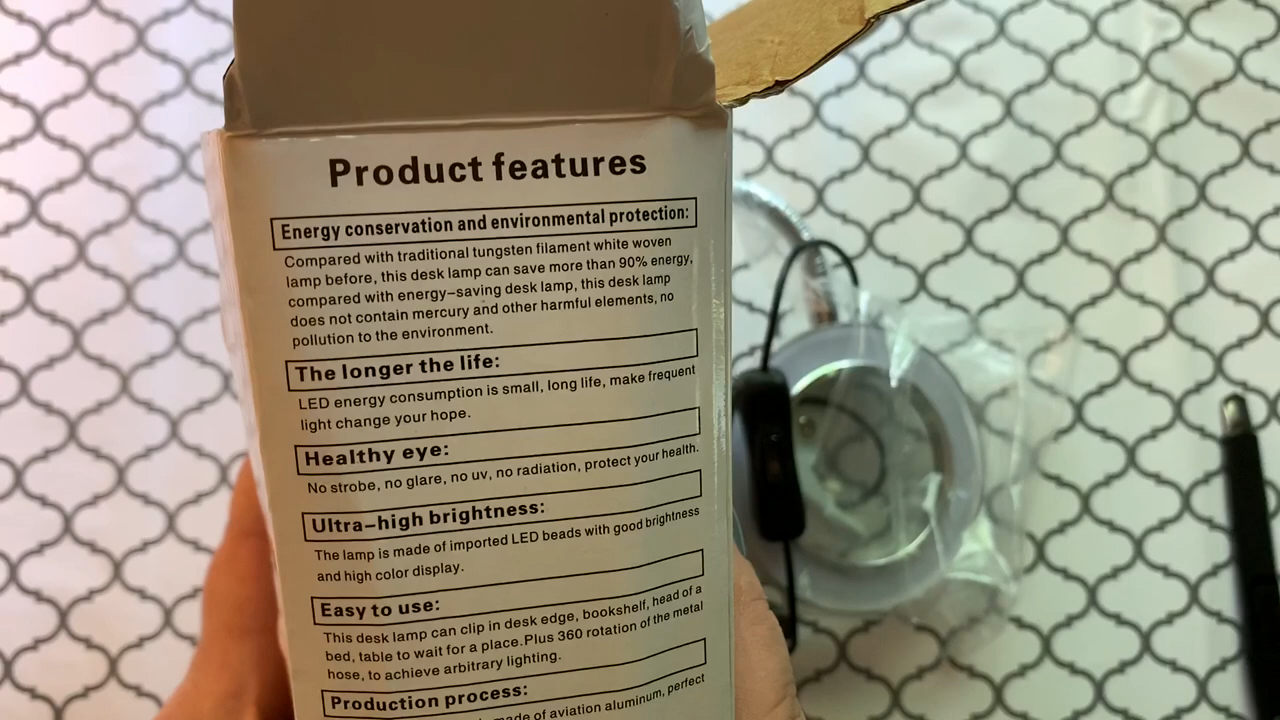 Product features
Energy conservation and environmental protection:
Compared with traditional tungsten filament white woven
lamp before, this desk lamp can save more than 90% energy,
compared with energy-saving desk lamp, this desk lamp
does not contain mercury and other harmful elements, no
pollution to the environment.
The longer the life:
LED energy consumption is small, long life, make frequent
light change your hope.
Healthy eye:
No strobe, no glare, no uv, no radiation, protect your health.
Ultra-high brightness:
The lamp is made of imported LED beads with good brightness
and high color display.
Easy to use:
This desk lamp can clip in desk edge, bookshelf, head of a
bed, table to wait for a place.Plus 360 rotation of the metal
hose, to achieve arbitrary lighting.
Production process:
made of aviation aluminum, perfect